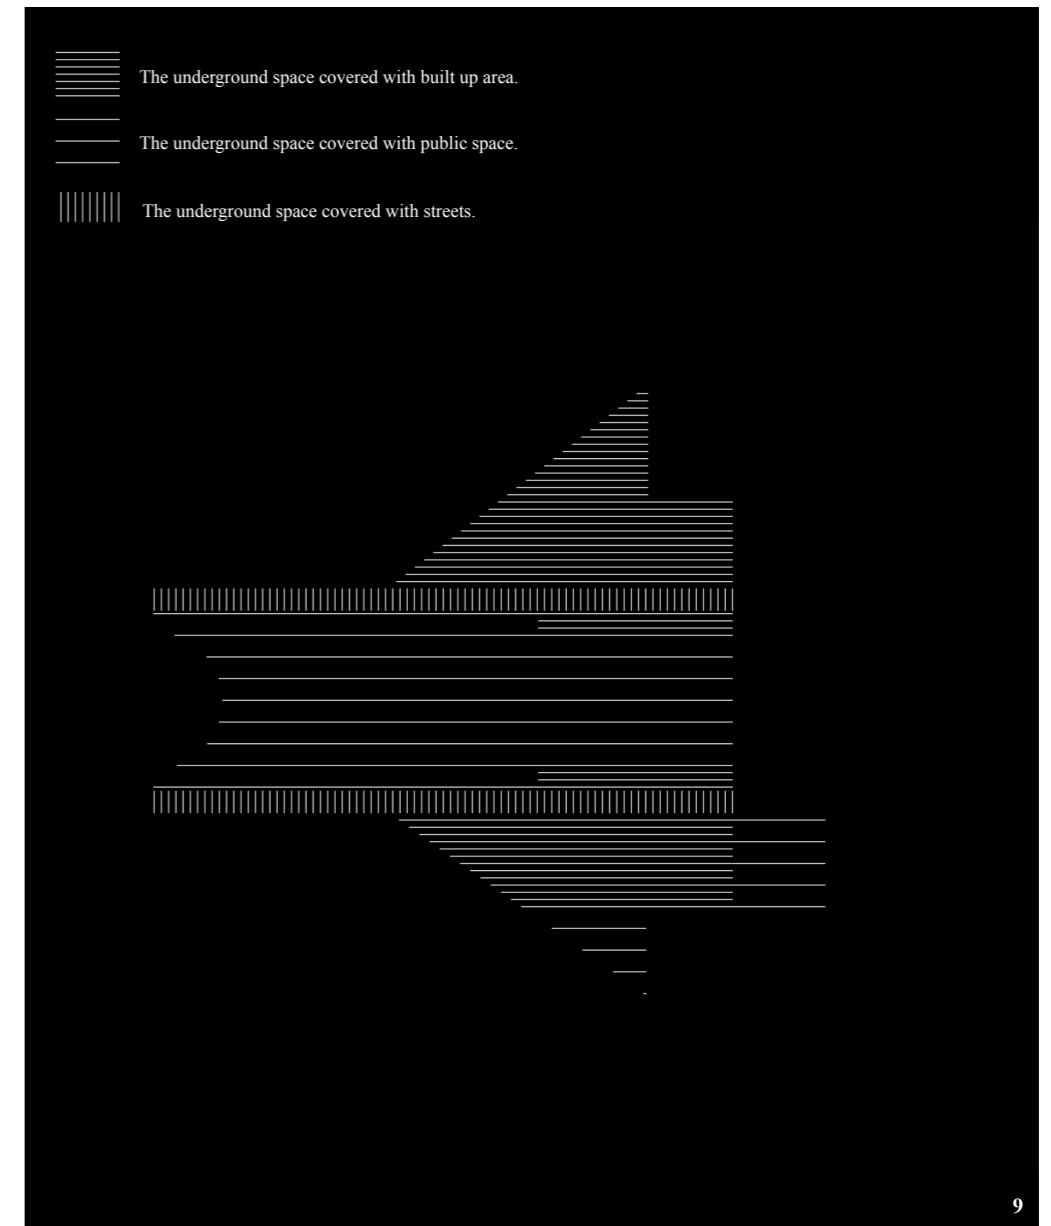 The underground space covered with built up area.
The underground space covered with public space.
The underground space covered with streets.
9